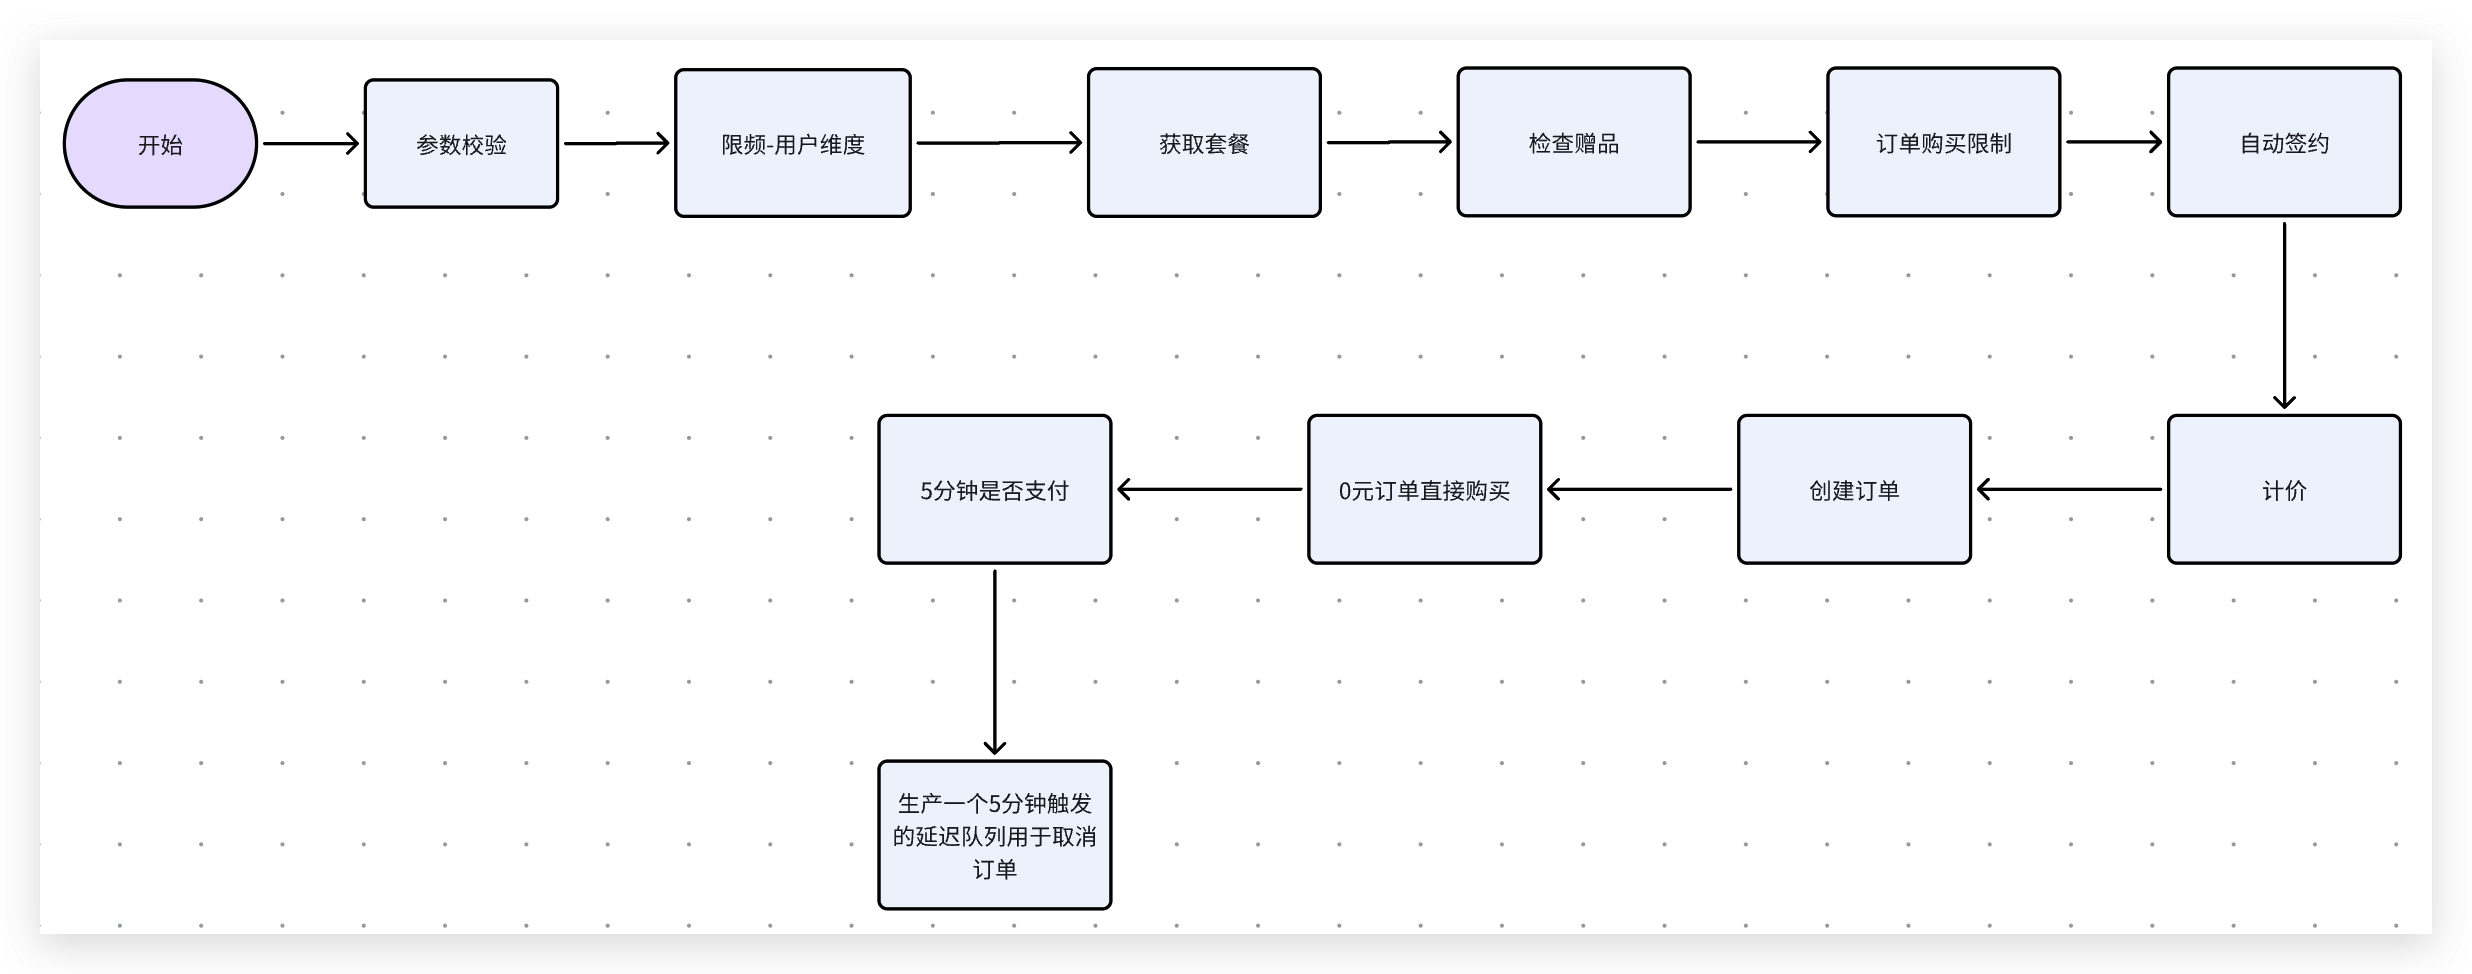 开始
参数校验
限频-用户维度
获取套餐
检查赠品
订单购买限制
自动签约
计价
创建订单
0元订单直接购买
5分钟是否支付
生产一个5分钟触发
的延迟队列用于取消
订单